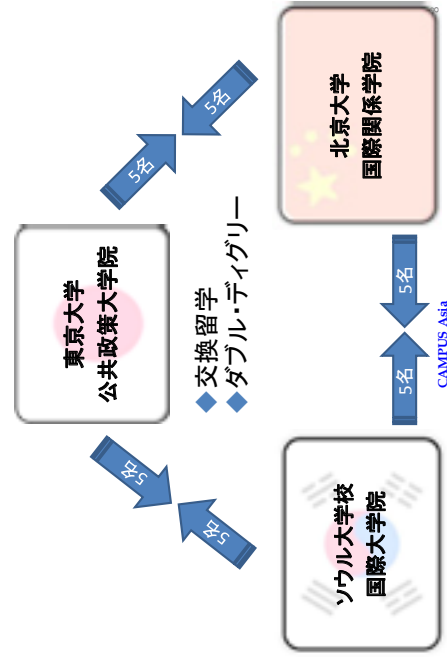 東京大学
公共政策大学院
5名
5名
5名
5名
◆交換留学
◆ダブル・ディグリー
ソウル大学校
国際大学院
5名
5名
北京大学
国際関係学院
CAMPUS Asia